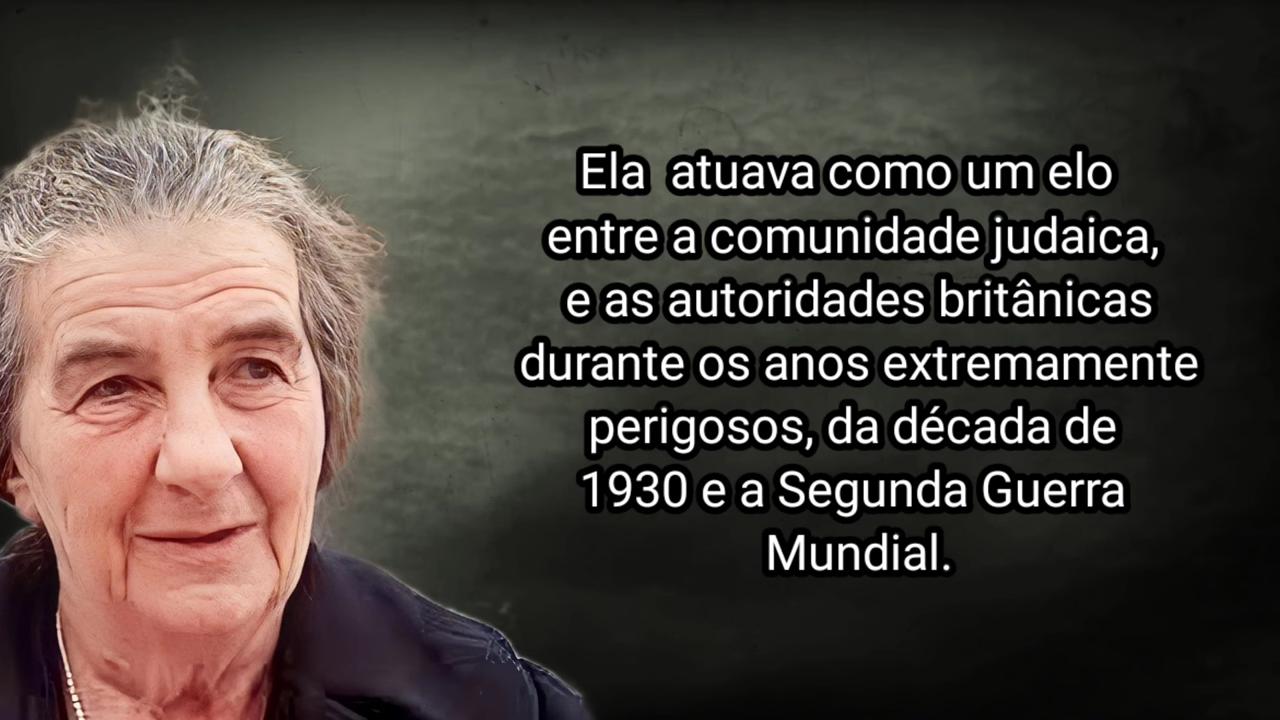 Ela atuava como um elo
entre a comunidade judaica,
e as autoridades britânicas
durante os anos extremamente
perigosos, da década de
1930 e a Segunda Guerra
Mundial.